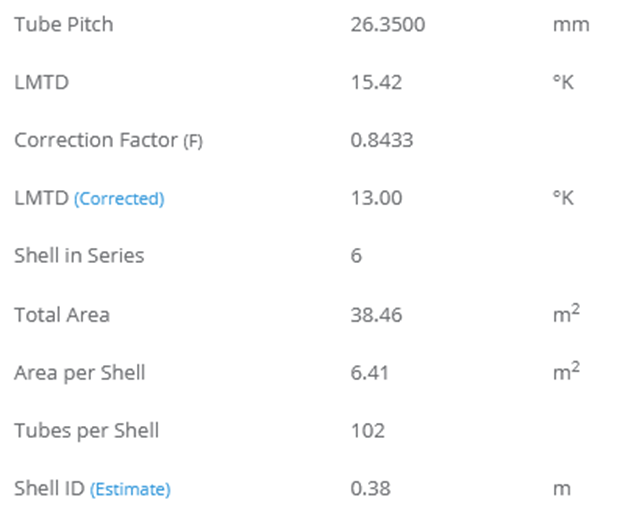 Tube Pitch 26.3500 mm
LMTD 15.42 °K
Correction Factor (F) 0.8433
LMTD (Corrected) 13.00 °K
Shell in Series 6
Total Area 38.46 m²
Area per Shell 6.41 m²
Tubes per Shell 102
Shell ID (Estimate) 0.38 m